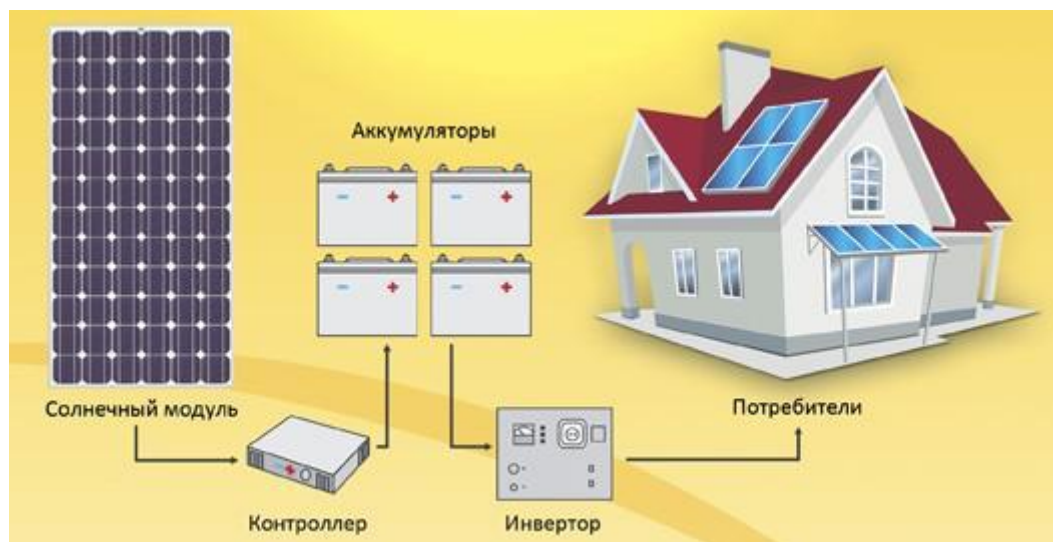 Аккумуляторы
Солнечный модуль
Потребители
Контроллер
Инвертор